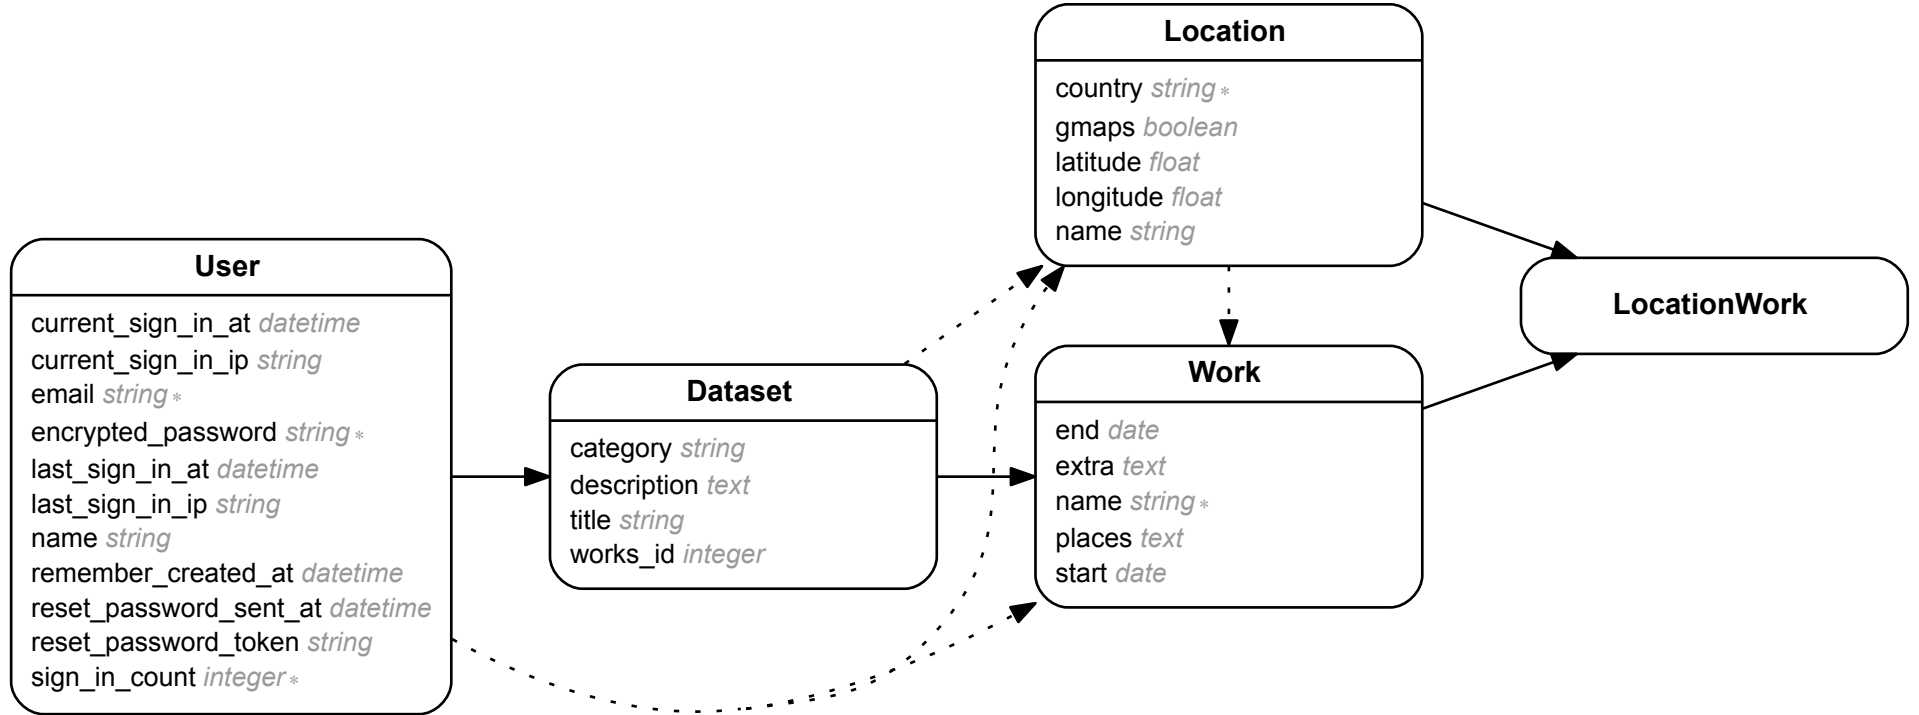 User
current_sign_in_at datetime
current_sign_in_ip string
email string *
encrypted_password string *
last_sign_in_at datetime
last_sign_in_ip string
name string
remember_created_at datetime
reset_password_sent_at datetime
reset_password_token string
sign_in_count integer *
Dataset
category string
description text
title string
works_id integer
Location
country string *
gmaps boolean
latitude float
longitude float
name string
Work
end date
extra text
name string *
places text
start date
LocationWork